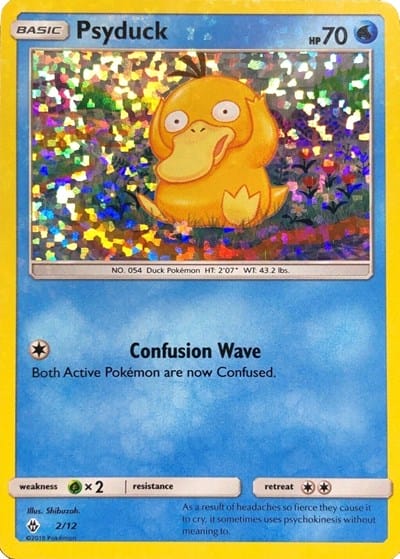 BASIC Psyduck HP 70
NO. 054 Duck Pokémon HT: 2'07" WT: 43.2 lbs.
Confusion Wave
Both Active Pokémon are now Confused.
weakness ×2 resistance retreat
Illus. Shibuzoh.
2/12
©2018 Pokémon
As a result of headaches so fierce they cause it
to cry, it sometimes uses psychokinesis without
meaning to.